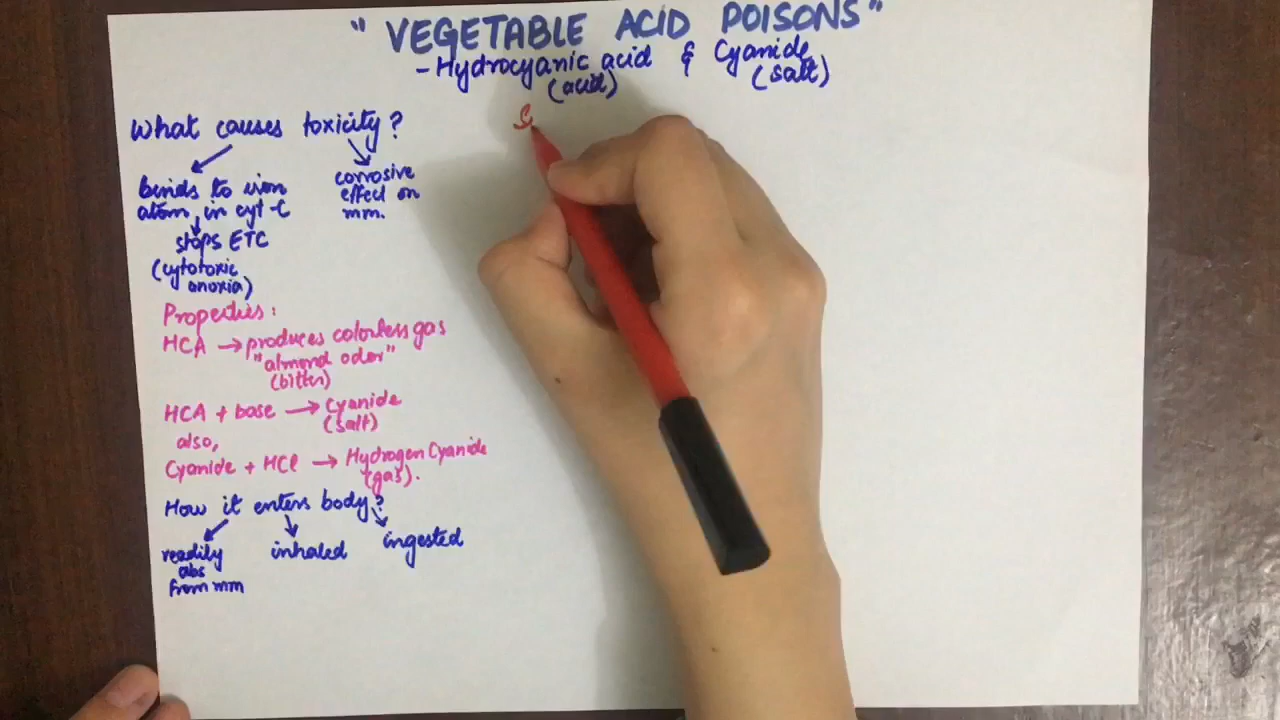 "VEGETABLE ACID POISONS"
- Hydrocyanic acid & Cyanide
(acid) (salt)
What causes toxicity?
binds to iron
atom in cyt-C
stops ETC
(cytotoxic
anoxia)
corrosive
effect on
mm.
Properties:
HCA → produces colorless gas
"almond odor"
(bitter)
HCA + base → Cyanide
(salt)
also,
Cyanide + HCl → Hydrogen Cyanide
(gas).
How it enters body?
readily
abs
from mm
inhaled
ingested